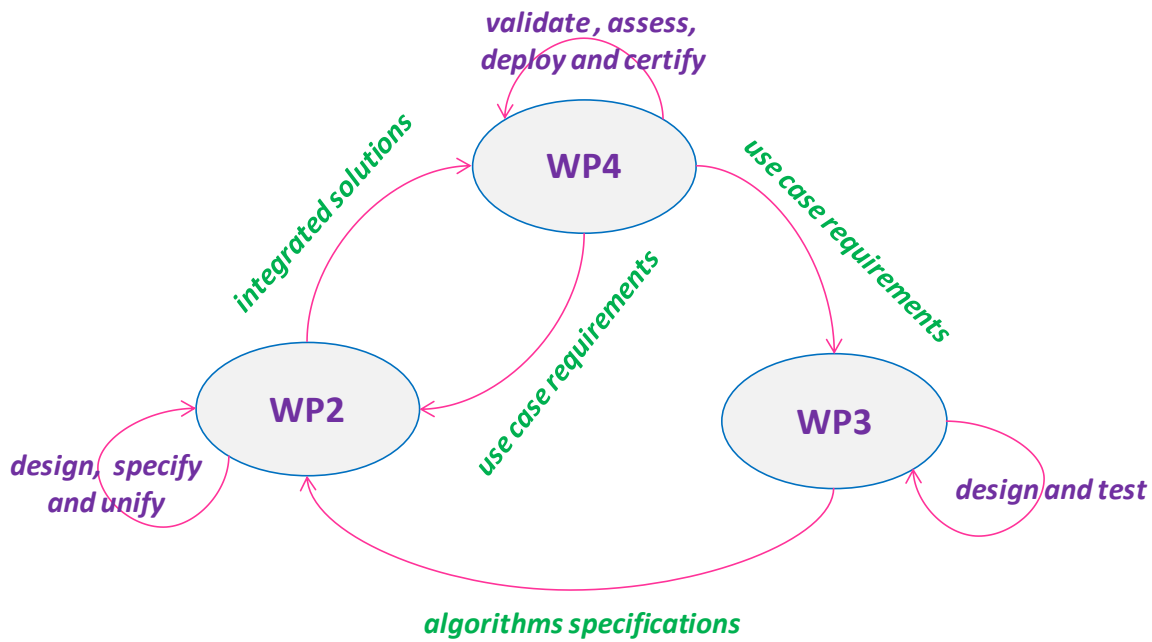 validate , assess,
deploy and certify
WP4
integrated solutions
use case requirements
use case requirements
WP2
WP3
design,  specify
and unify
design and test
algorithms specifications